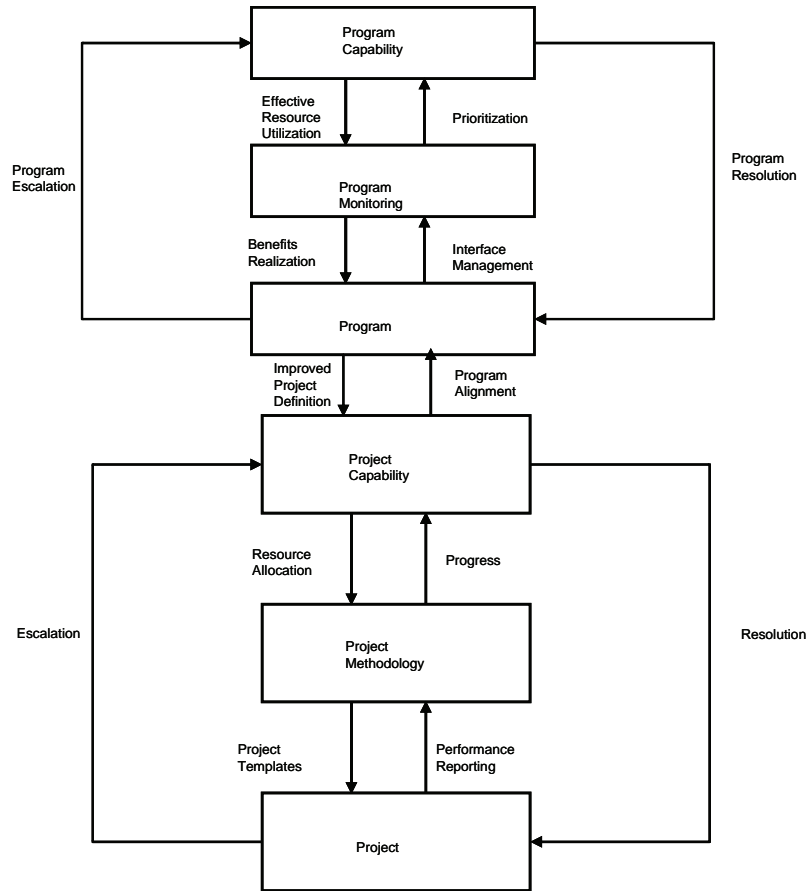 Program
Capability
Effective
Resource
Utilization
Prioritization
Program
Escalation
Program
Resolution
Program
Monitoring
Benefits
Realization
Interface
Management
Program
Improved
Project
Definition
Program
Alignment
Project
Capability
Resource
Allocation
Progress
Escalation
Resolution
Project
Methodology
Project
Templates
Performance
Reporting
Project